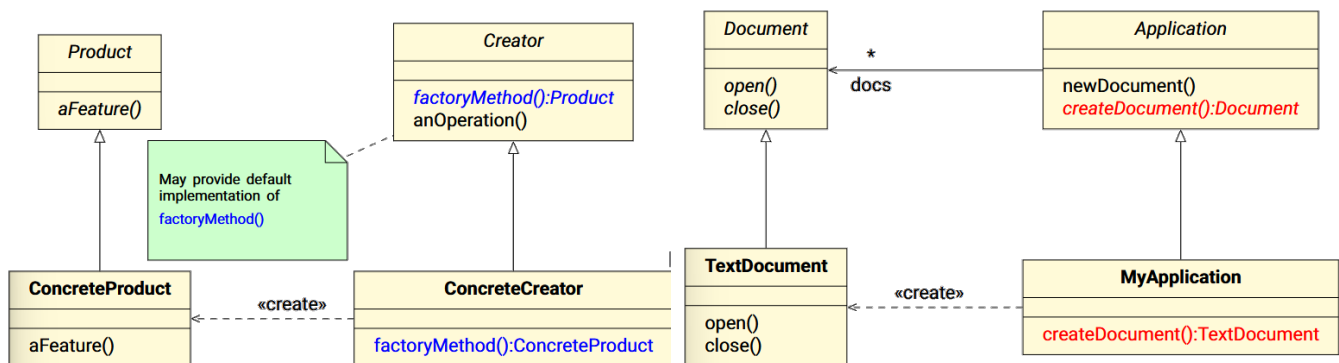 Product
aFeature()
Creator
factoryMethod():Product
anOperation()
May provide default
implementation of
factoryMethod()
ConcreteProduct
aFeature()
«create»
ConcreteCreator
factoryMethod():ConcreteProduct
Document
open()
close()
*
docs
Application
newDocument()
createDocument():Document
TextDocument
open()
close()
«create»
MyApplication
createDocument():TextDocument